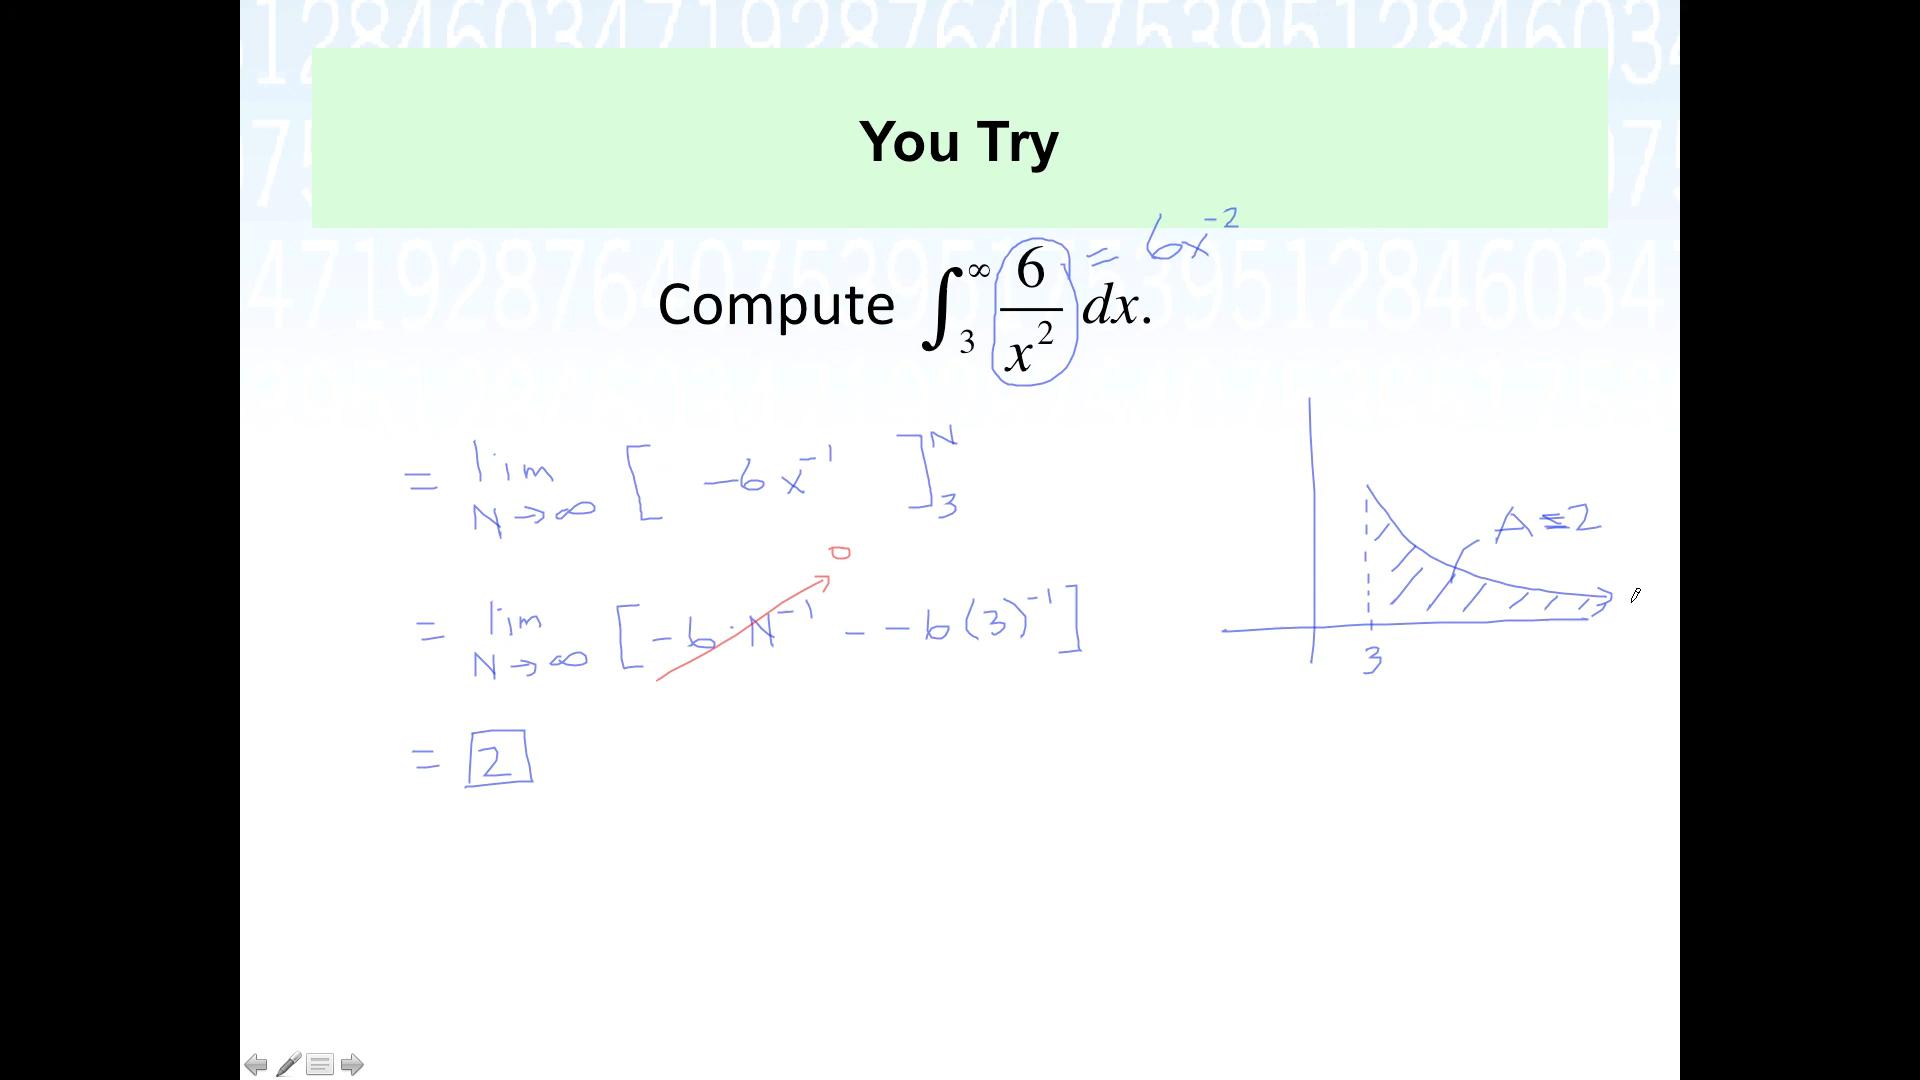 You Try
= 6x⁻²
Compute ∫₃^∞ 6/x² dx.
= lim N→∞ [ -6x⁻¹ ]₃^N
A = 2
0
= lim N→∞ [ -6·N⁻¹ - -6(3)⁻¹ ]
3
= 2